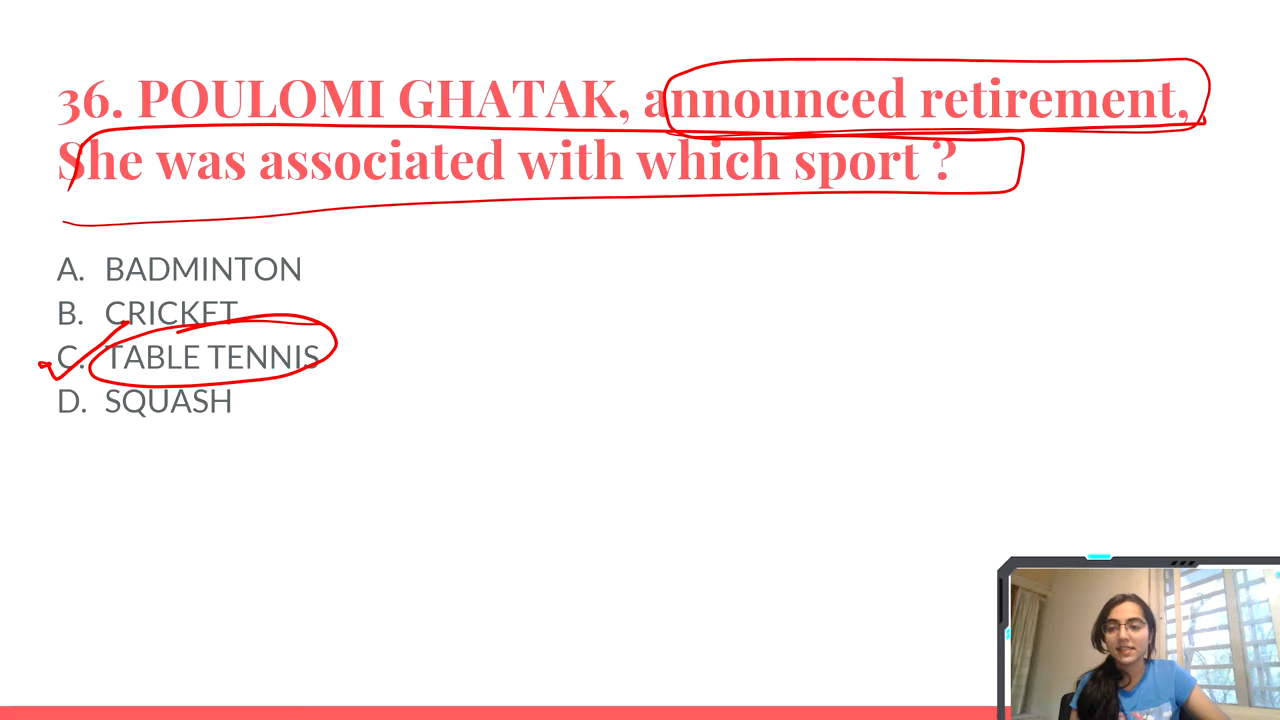 36. POULOMI GHATAK, announced retirement,
She was associated with which sport ?
A. BADMINTON
B. CRICKET
C. TABLE TENNIS
D. SQUASH